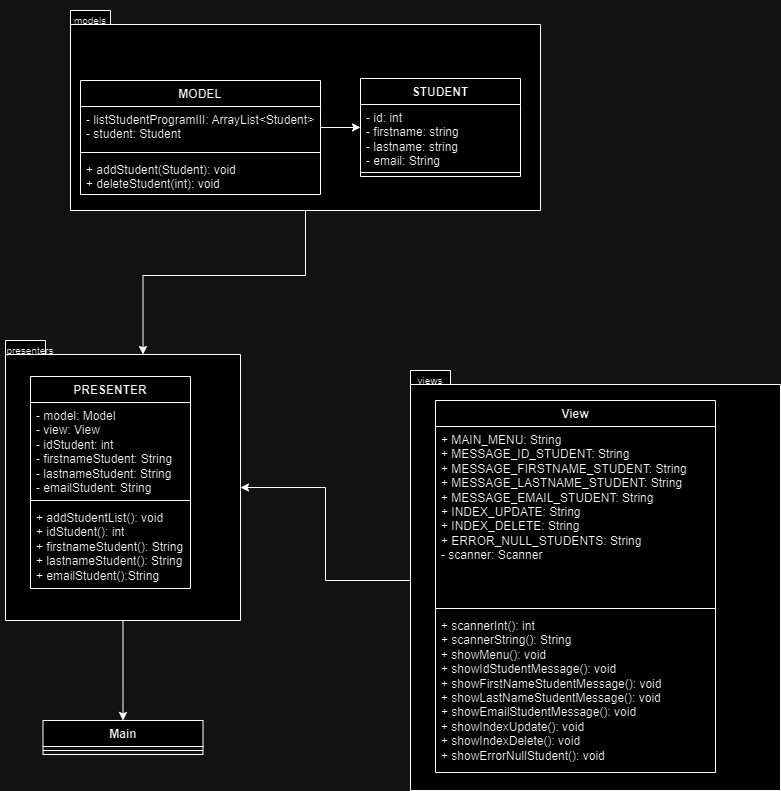 models
MODEL
- listStudentProgramIII: ArrayList<Student>
- student: Student
+ addStudent(Student): void
+ deleteStudent(int): void
STUDENT
- id: int
- firstname: string
- lastname: string
- email: String
presenters
PRESENTER
- model: Model
- view: View
- idStudent: int
- firstnameStudent: String
- lastnameStudent: String
- emailStudent: String
+ addStudentList(): void
+ idStudent(): int
+ firstnameStudent(): String
+ lastnameStudent(): String
+ emailStudent():String
views
View
+ MAIN_MENU: String
+ MESSAGE_ID_STUDENT: String
+ MESSAGE_FIRSTNAME_STUDENT: String
+ MESSAGE_LASTNAME_STUDENT: String
+ MESSAGE_EMAIL_STUDENT: String
+ INDEX_UPDATE: String
+ INDEX_DELETE: String
+ ERROR_NULL_STUDENTS: String
- scanner: Scanner
+ scannerInt(): int
+ scannerString(): String
+ showMenu(): void
+ showIdStudentMessage(): void
+ showFirstNameStudentMessage(): void
+ showLastNameStudentMessage(): void
+ showEmailStudentMessage(): void
+ showIndexUpdate(): void
+ showIndexDelete(): void
+ showErrorNullStudent(): void
Main